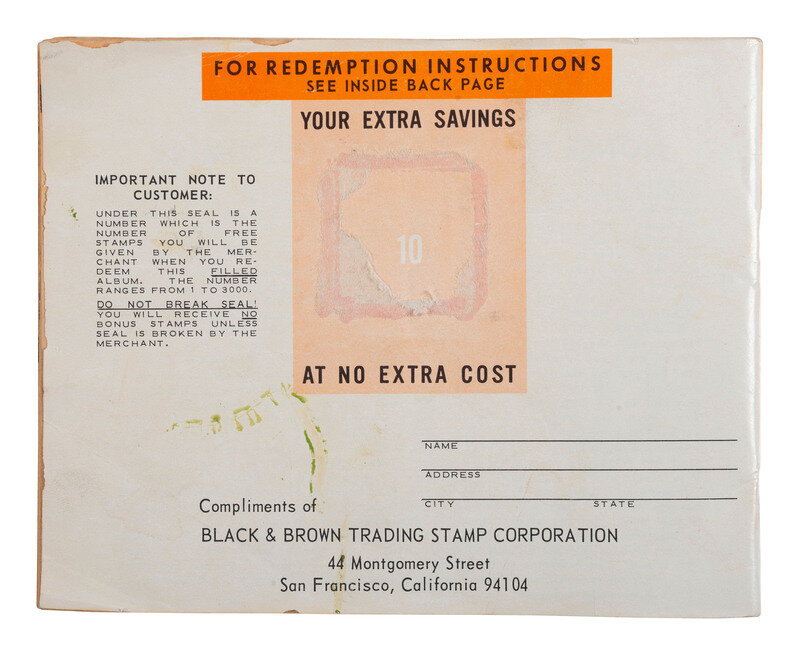 FOR REDEMPTION INSTRUCTIONS
SEE INSIDE BACK PAGE
YOUR EXTRA SAVINGS
10
AT NO EXTRA COST
IMPORTANT NOTE TO
CUSTOMER:
UNDER THIS SEAL IS A
NUMBER WHICH IS THE
NUMBER OF FREE
STAMPS YOU WILL BE
GIVEN BY THE MER-
CHANT WHEN YOU RE-
DEEM THIS FILLED
ALBUM. THE NUMBER
RANGES FROM 1 TO 3000.
DO NOT BREAK SEAL!
YOU WILL RECEIVE NO
BONUS STAMPS UNLESS
SEAL IS BROKEN BY THE
MERCHANT.
NAME
ADDRESS
CITY STATE
Compliments of
BLACK & BROWN TRADING STAMP CORPORATION
44 Montgomery Street
San Francisco, California 94104